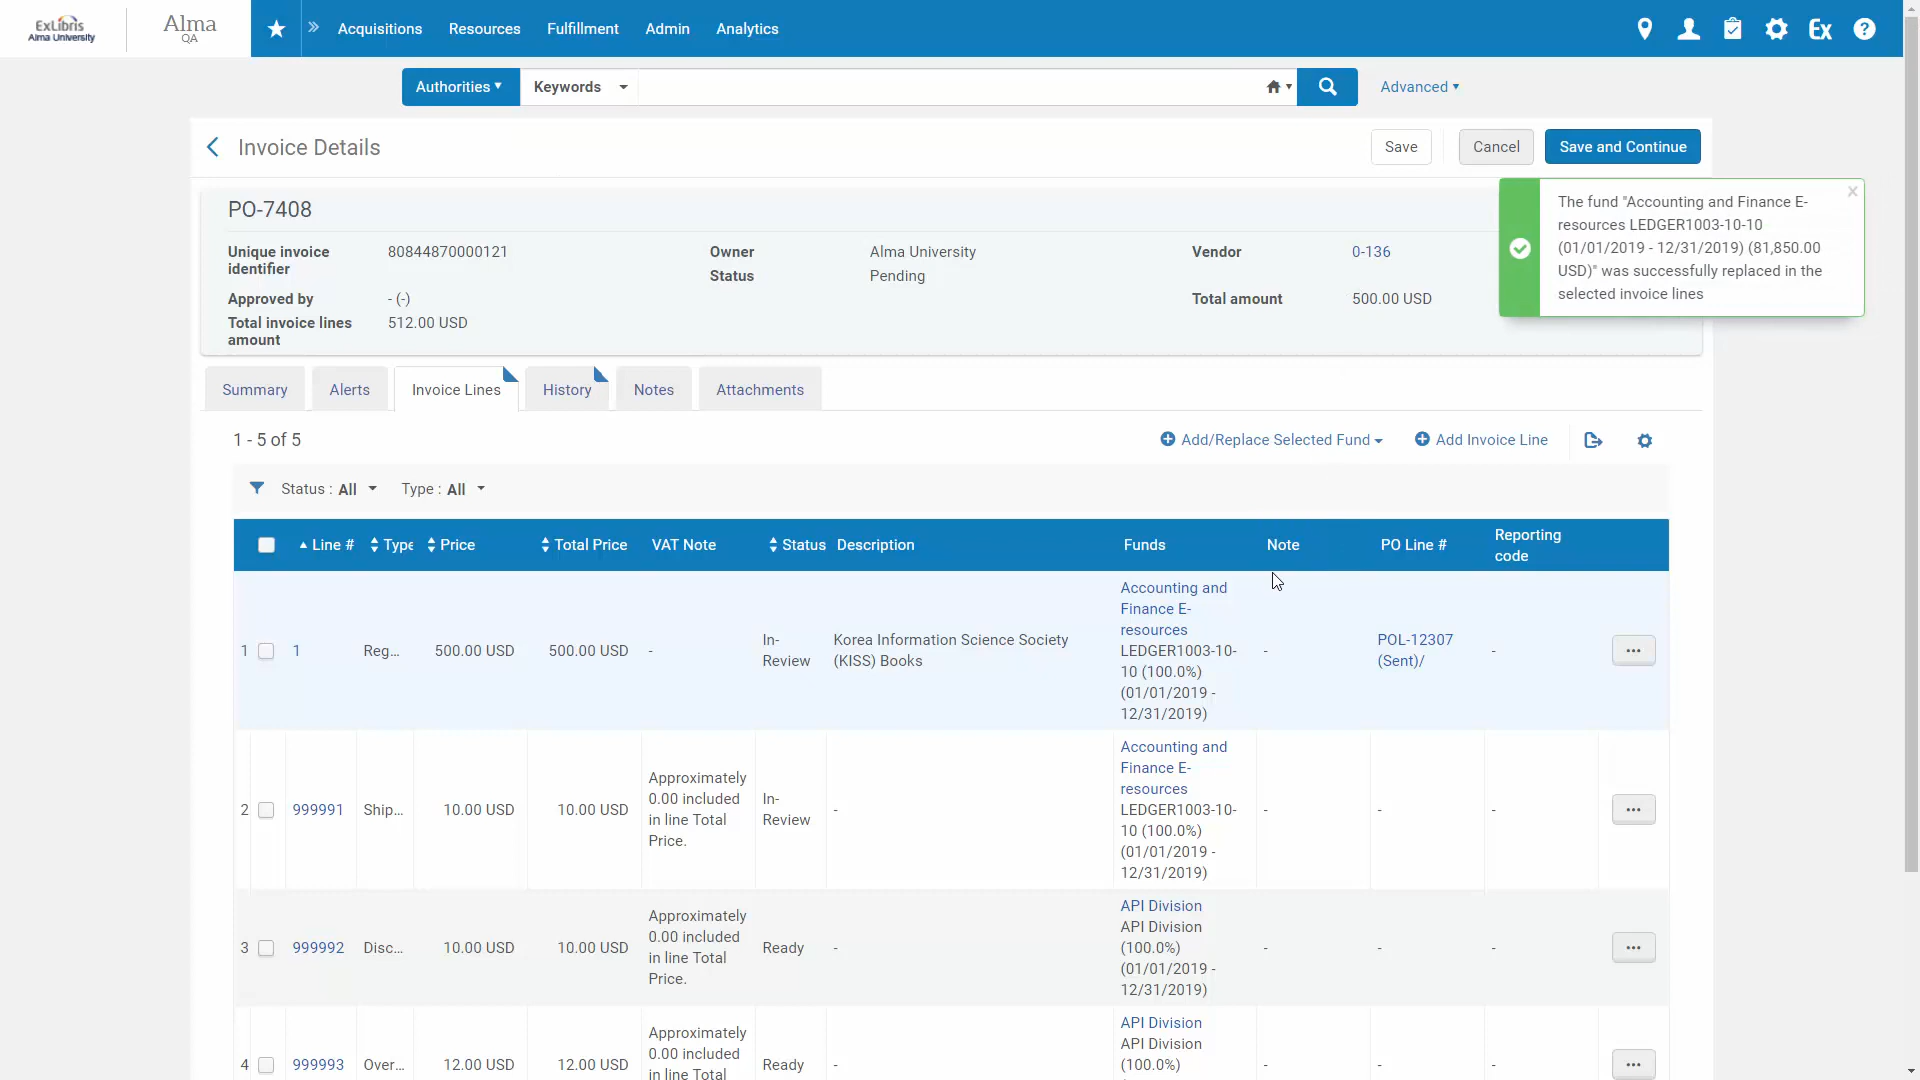 ExLibris
Alma University
Alma
QA
Acquisitions
Resources
Fulfillment
Admin
Analytics
Ex
Authorities
Keywords
Advanced
Invoice Details
Save
Cancel
Save and Continue
The fund "Accounting and Finance E-
resources LEDGER1003-10-10
(01/01/2019 - 12/31/2019) (81,850.00
USD)" was successfully replaced in the
selected invoice lines
PO-7408
Unique invoice
identifier
80844870000121
Owner
Alma University
Vendor
0-136
Status
Pending
Approved by
- (-)
Total amount
500.00 USD
Total invoice lines
amount
512.00 USD
Summary
Alerts
Invoice Lines
History
Notes
Attachments
1 - 5 of 5
Add/Replace Selected Fund
Add Invoice Line
Status : All
Type : All
Line #
Type
Price
Total Price
VAT Note
Status
Description
Funds
Note
PO Line #
Reporting
code
1
1
Reg...
500.00 USD
500.00 USD
-
In-
Review
Korea Information Science Society
(KISS) Books
Accounting and
Finance E-
resources
LEDGER1003-10-
10 (100.0%)
(01/01/2019 -
12/31/2019)
-
POL-12307
(Sent)/
-
2
999991
Ship...
10.00 USD
10.00 USD
Approximately
0.00 included
in line Total
Price.
In-
Review
-
Accounting and
Finance E-
resources
LEDGER1003-10-
10 (100.0%)
(01/01/2019 -
12/31/2019)
-
-
-
3
999992
Disc...
10.00 USD
10.00 USD
Approximately
0.00 included
in line Total
Price.
Ready
-
API Division
API Division
(100.0%)
(01/01/2019 -
12/31/2019)
-
-
-
4
999993
Over...
12.00 USD
12.00 USD
Approximately
0.00 included
in line Total
Ready
-
API Division
API Division
(100.0%)
-
-
-